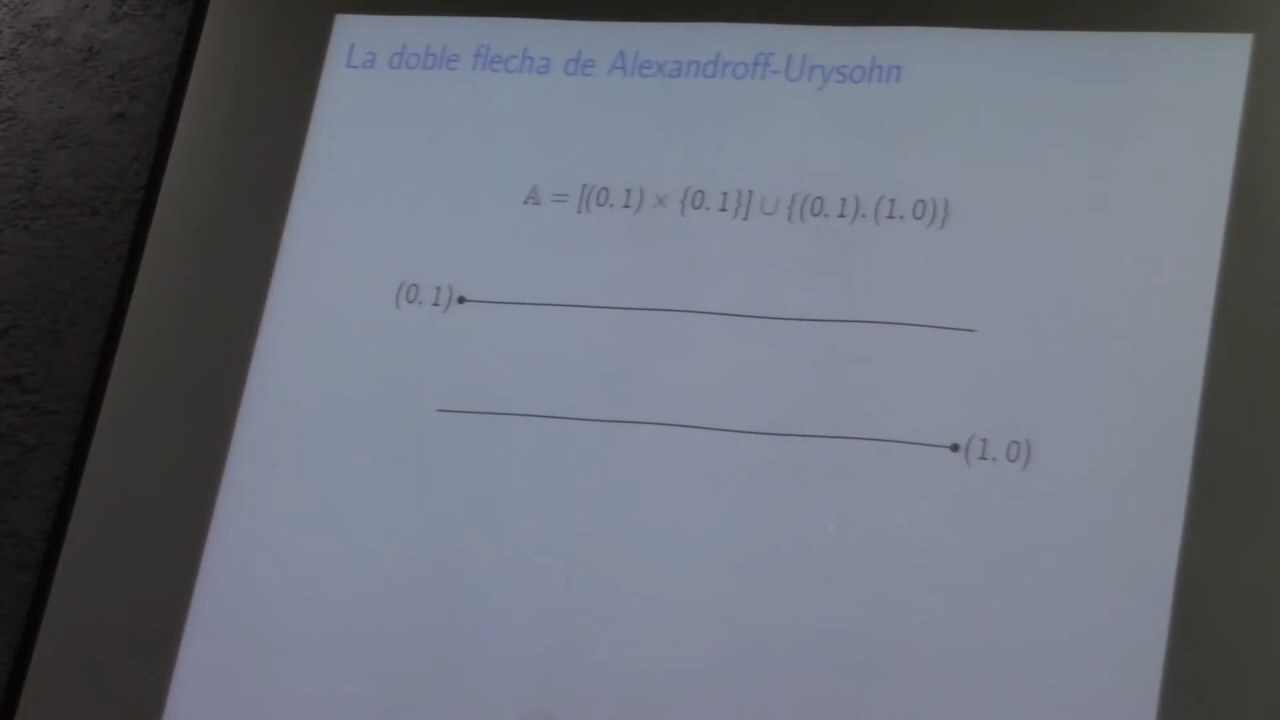 La doble flecha de Alexandroff-Urysohn
𝔸 = [(0, 1) × {0, 1}] ∪ {(0, 1), (1, 0)}
(0, 1)
(1, 0)